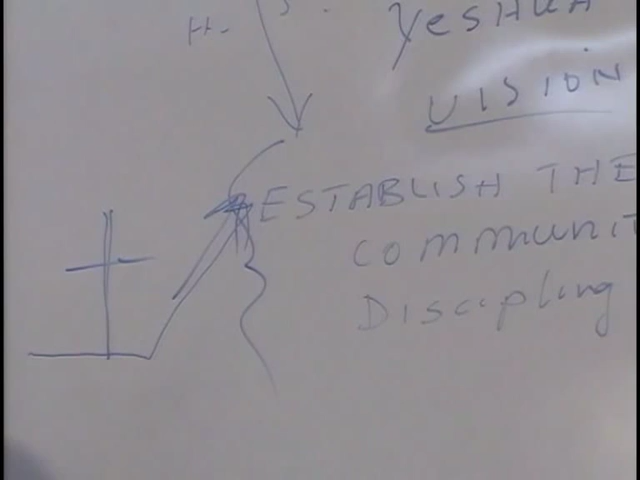 H. S.
YESHUA
VISION
ESTABLISH THE
COMMUNIT
Discipling